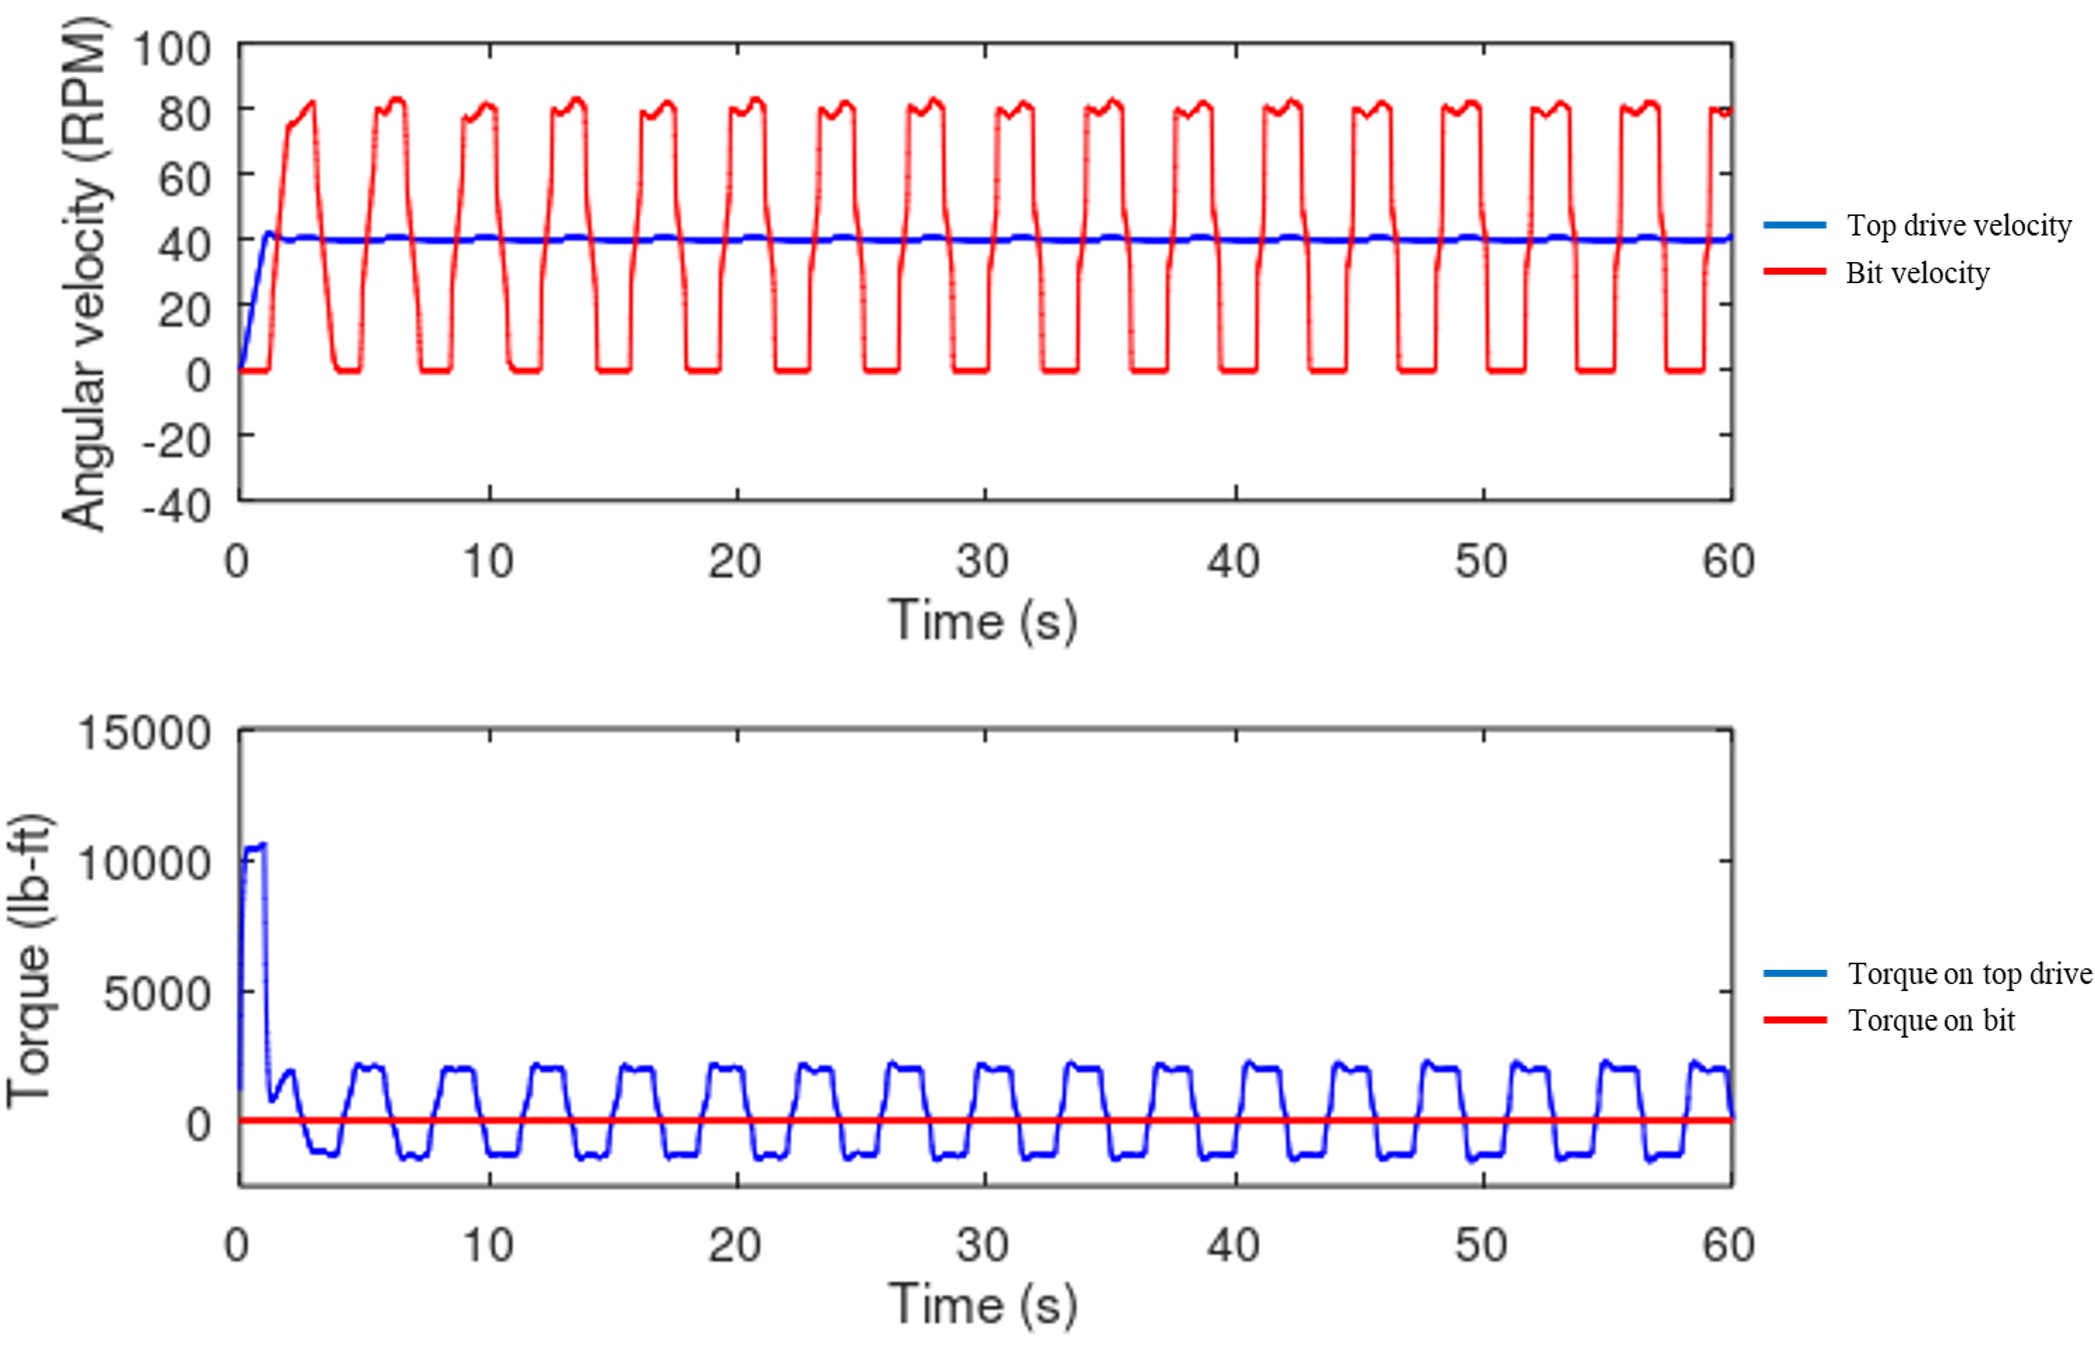 Angular velocity (RPM)
100
80
60
40
20
0
-20
-40
0 10 20 30 40 50 60
Time (s)
Top drive velocity
Bit velocity
Torque (lb-ft)
15000
10000
5000
0
0 10 20 30 40 50 60
Time (s)
Torque on top drive
Torque on bit